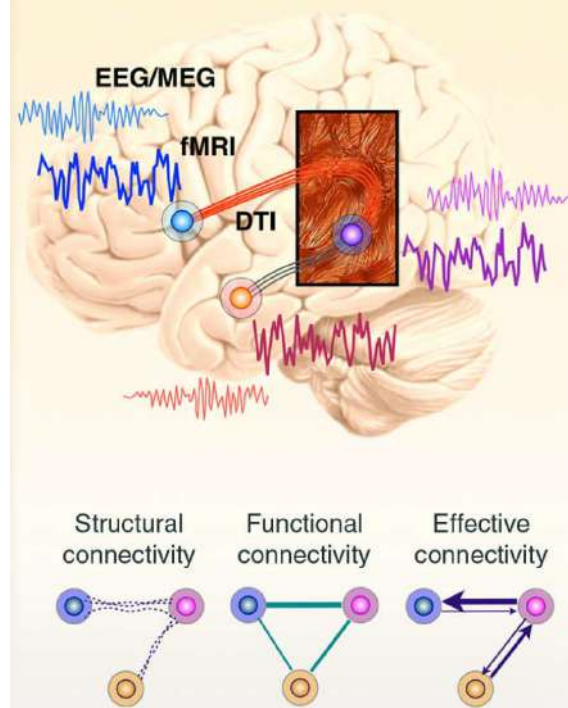 EEG/MEG
fMRI
DTI
Structural
connectivity
Functional
connectivity
Effective
connectivity